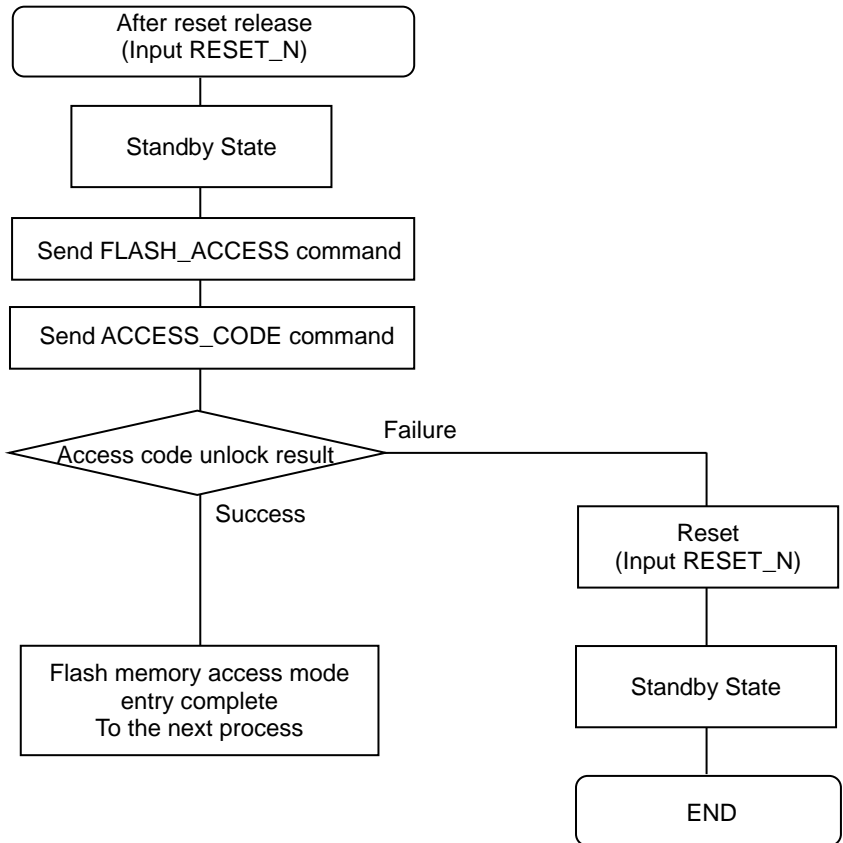 After reset release
(Input RESET_N)
Standby State
Send FLASH_ACCESS command
Send ACCESS_CODE command
Access code unlock result
Failure
Success
Reset
(Input RESET_N)
Flash memory access mode
entry complete
To the next process
Standby State
END